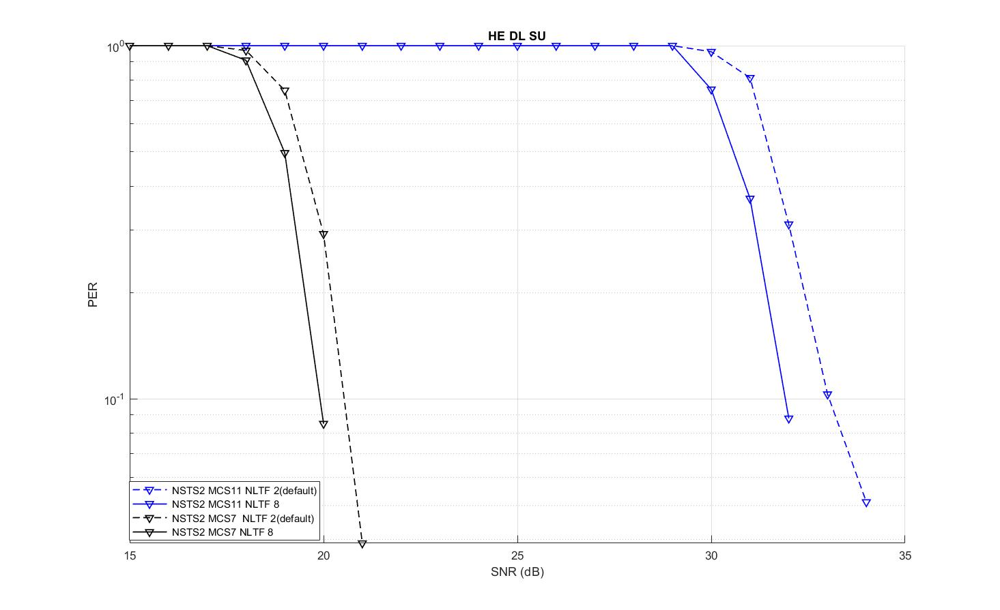 HE DL SU
10^0
10^-1
PER
NSTS2 MCS11 NLTF 2(default)
NSTS2 MCS11 NLTF 8
NSTS2 MCS7  NLTF 2(default)
NSTS2 MCS7 NLTF 8
15 20 25 30 35
SNR (dB)